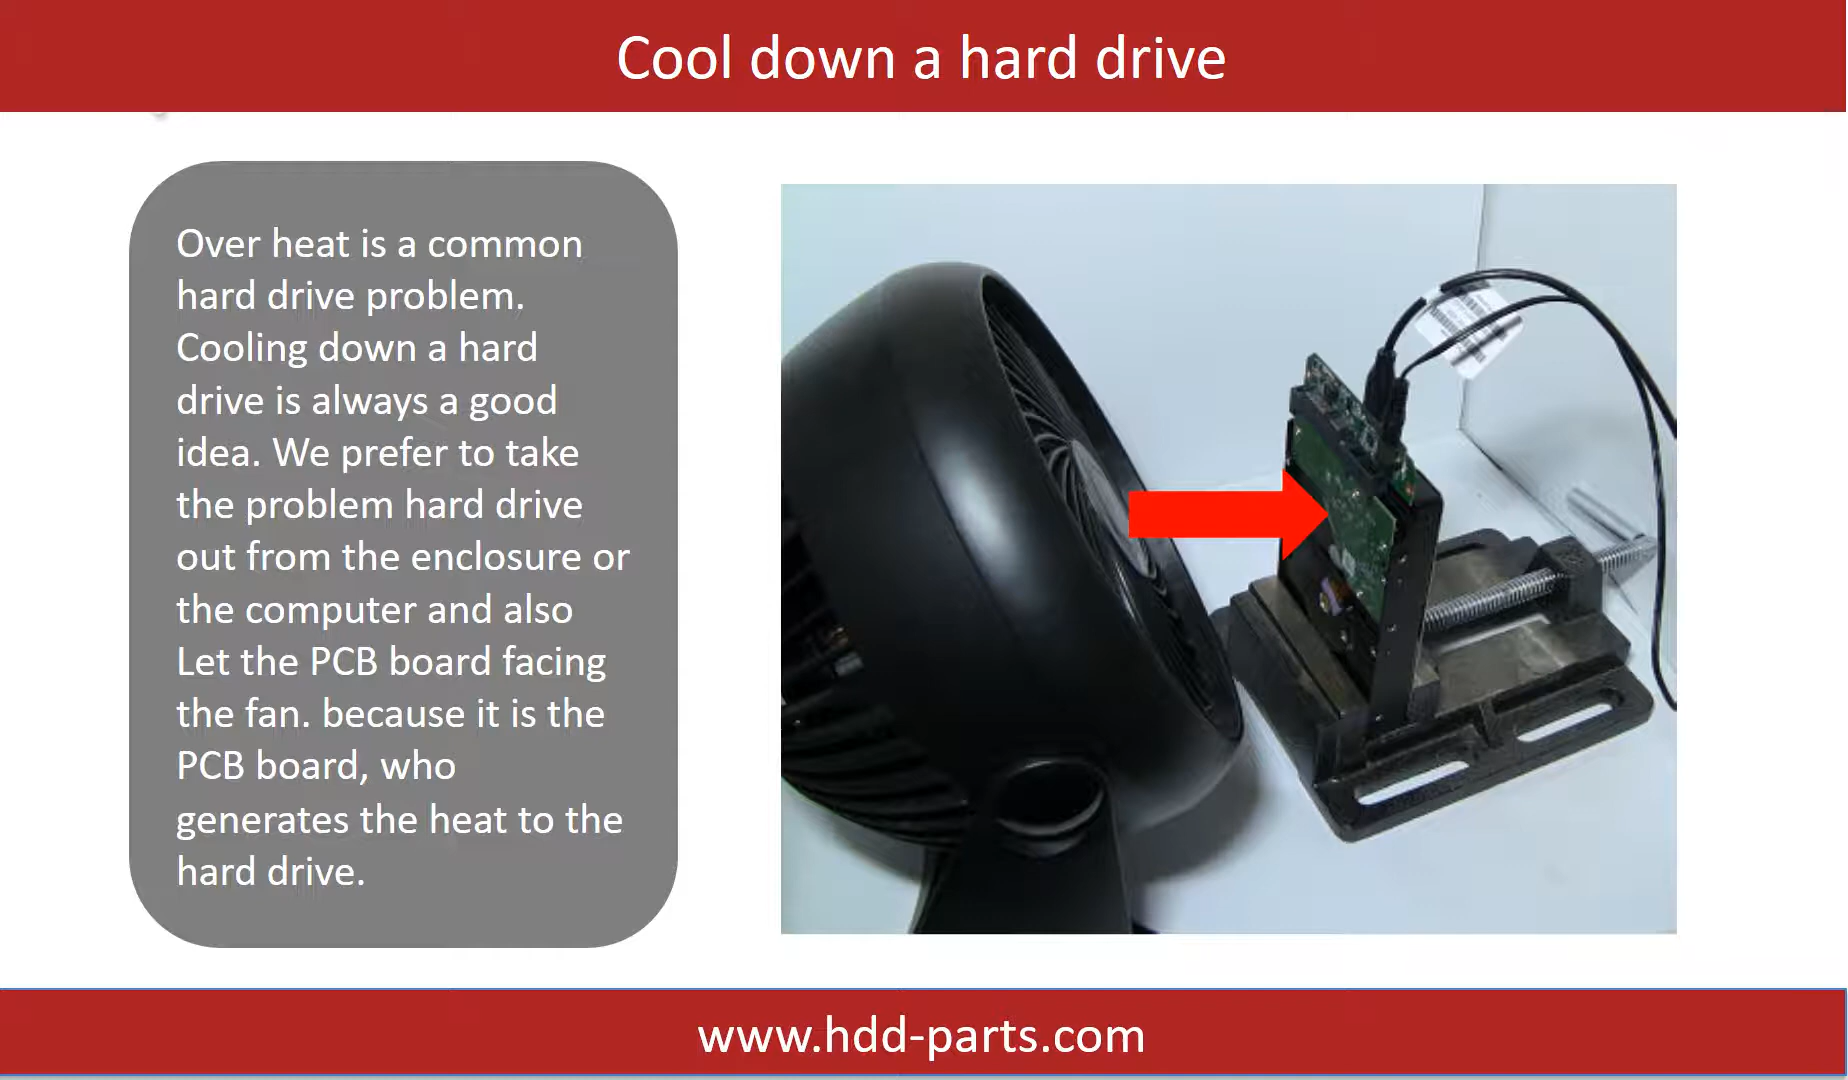 Cool down a hard drive
Over heat is a common
hard drive problem.
Cooling down a hard
drive is always a good
idea. We prefer to take
the problem hard drive
out from the enclosure or
the computer and also
Let the PCB board facing
the fan. because it is the
PCB board, who
generates the heat to the
hard drive.
www.hdd-parts.com